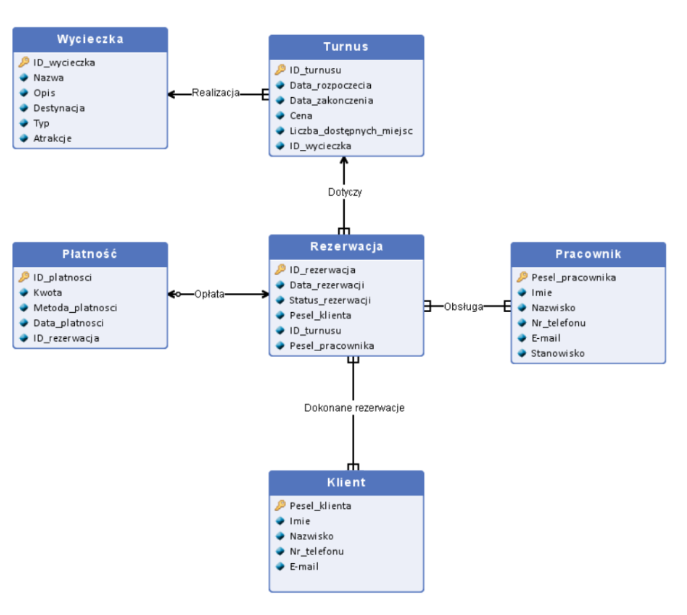 Wycieczka
ID_wycieczka
Nazwa
Opis
Destynacja
Typ
Atrakcje
Realizacja
Turnus
ID_turnusu
Data_rozpoczecia
Data_zakonczenia
Cena
Liczba_dostępnych_miejsc
ID_wycieczka
Dotyczy
Płatność
ID_platnosci
Kwota
Metoda_platnosci
Data_platnosci
ID_rezerwacja
Opłata
Rezerwacja
ID_rezerwacja
Data_rezerwacji
Status_rezerwacji
Pesel_klienta
ID_turnusu
Pesel_pracownika
Obsługa
Pracownik
Pesel_pracownika
Imie
Nazwisko
Nr_telefonu
E-mail
Stanowisko
Dokonane rezerwacje
Klient
Pesel_klienta
Imie
Nazwisko
Nr_telefonu
E-mail